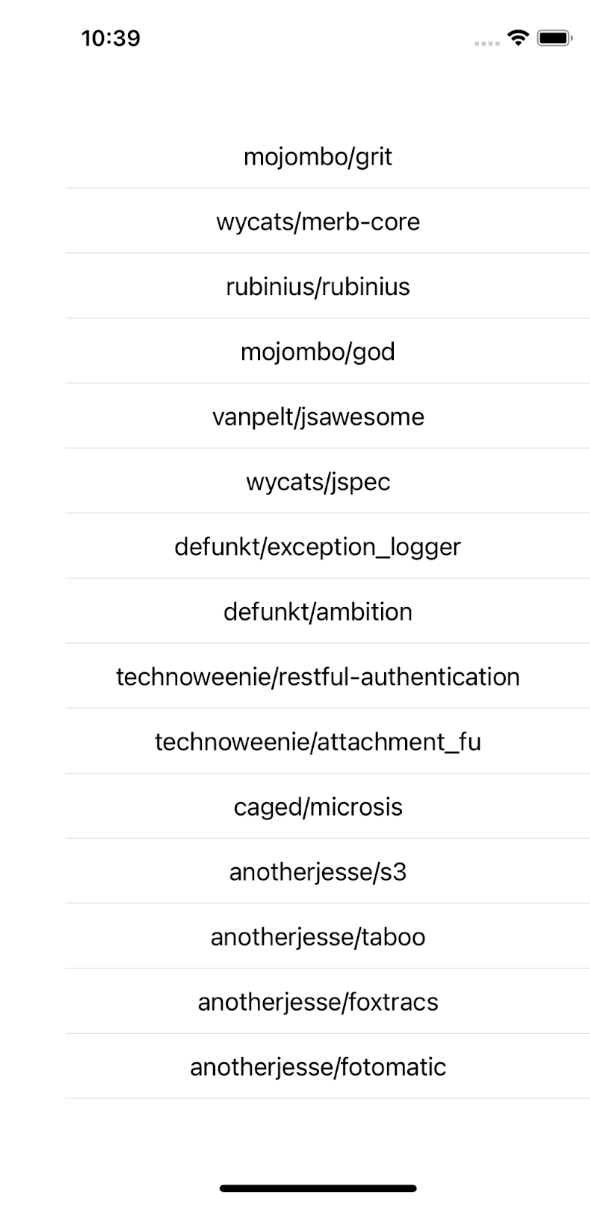 10:39
mojombo/grit
wycats/merb-core
rubinius/rubinius
mojombo/god
vanpelt/jsawesome
wycats/jspec
defunkt/exception_logger
defunkt/ambition
technoweenie/restful-authentication
technoweenie/attachment_fu
caged/microsis
anotherjesse/s3
anotherjesse/taboo
anotherjesse/foxtracs
anotherjesse/fotomatic